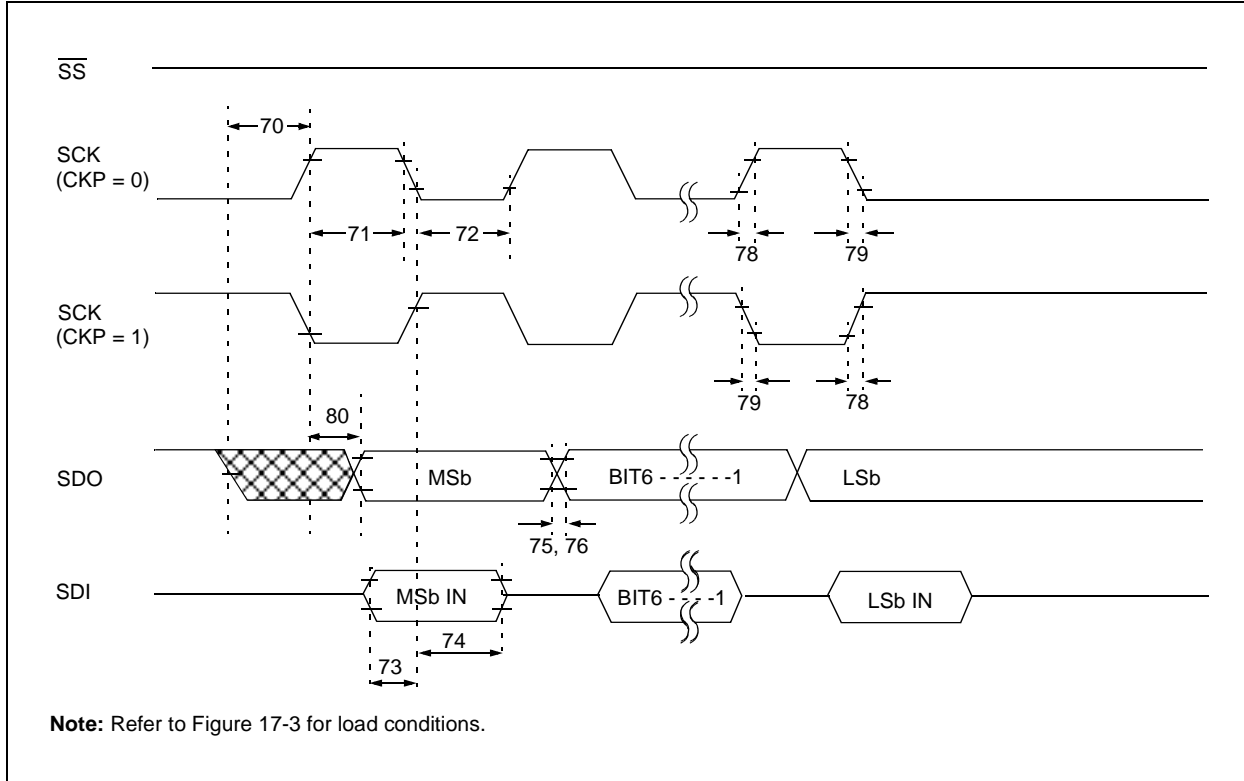 SS
70
SCK
(CKP = 0)
71
72
78
79
SCK
(CKP = 1)
79
78
80
SDO
MSb
BIT6 - - - - - -1
LSb
75, 76
SDI
MSb IN
BIT6 - - - - -1
LSb IN
74
73
Note: Refer to Figure 17-3 for load conditions.